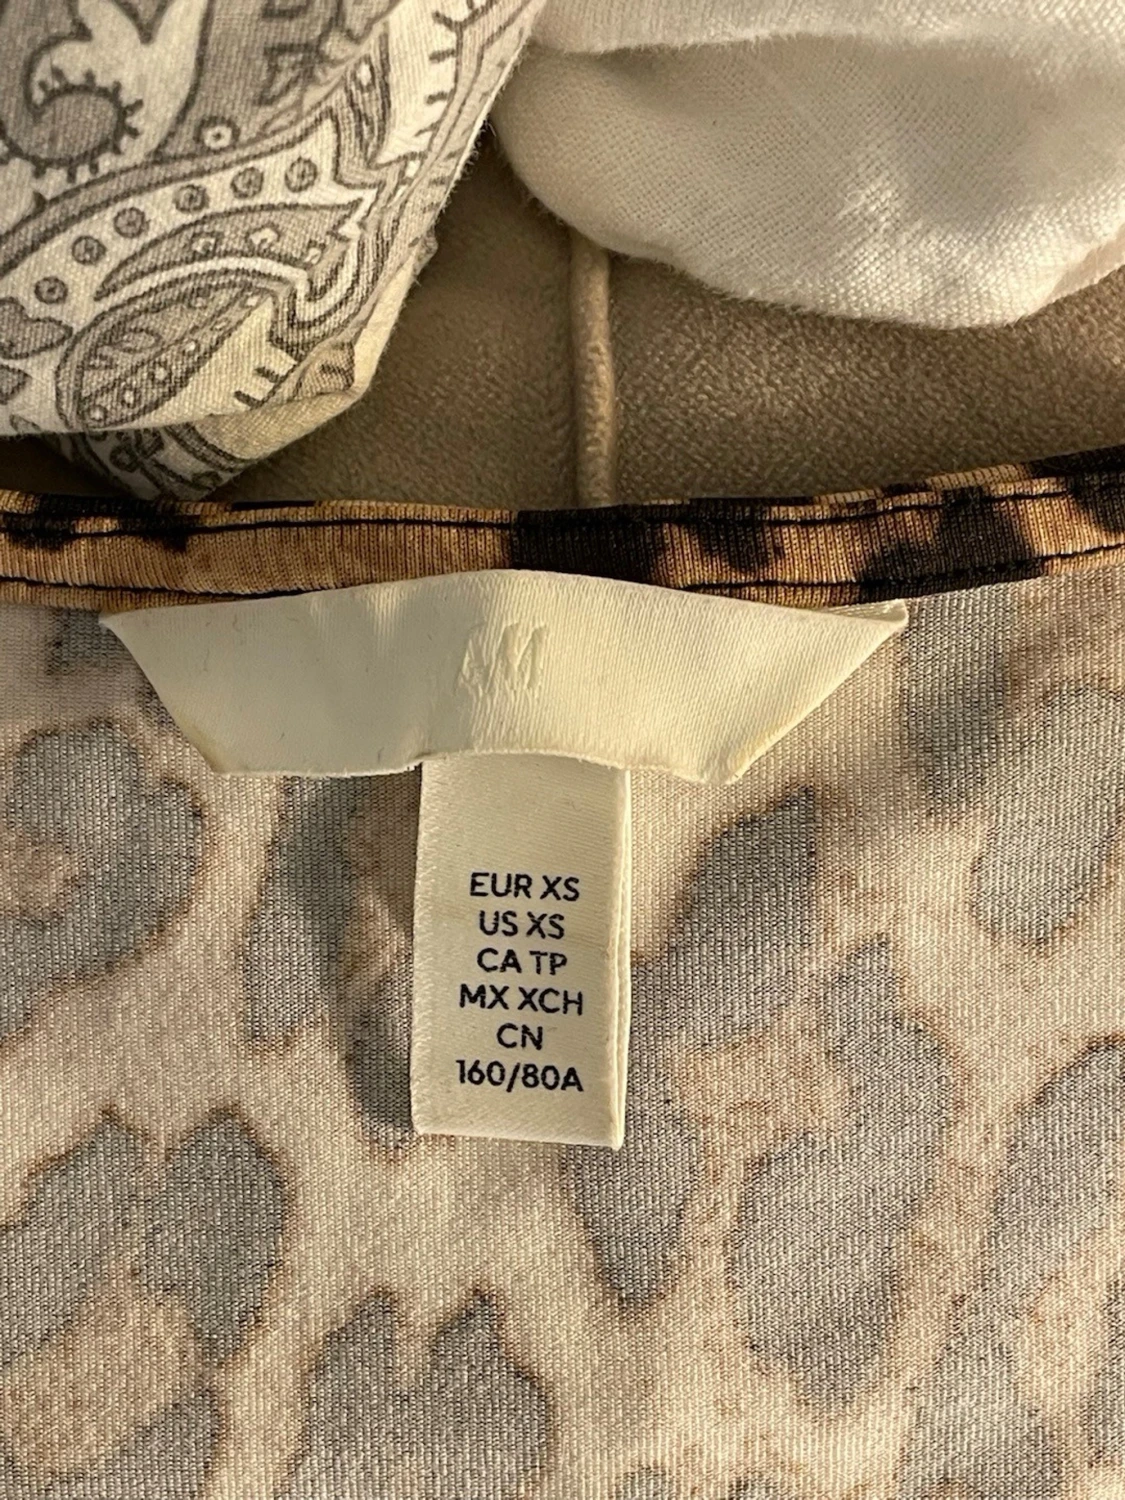 EUR XS
US XS
CA TP
MX XCH
CN
160/80A